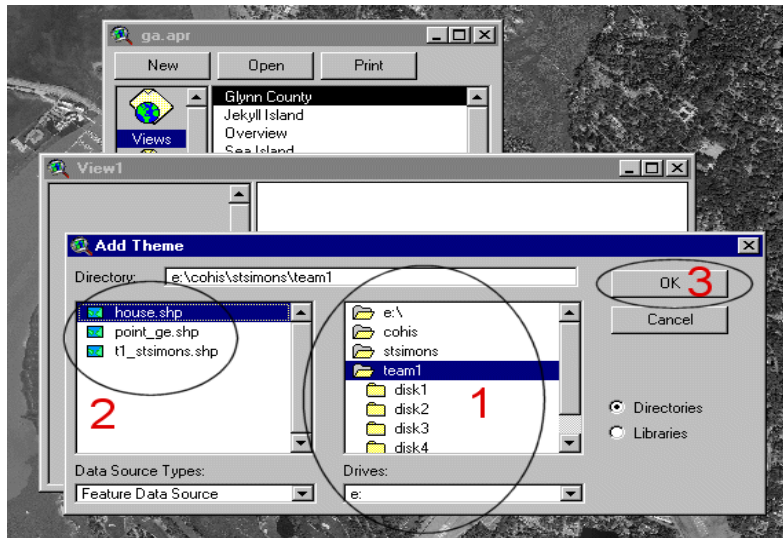 ga.apr
New Open Print
Views
Glynn County
Jekyll Island
Overview
Sea Island
View1
Add Theme
Directory: e:\cohis\stsimons\team1
house.shp
point_ge.shp
t1_stsimons.shp
2
e:\
cohis
stsimons
team1
disk1
disk2
disk3
disk4
1
OK
3
Cancel
Directories
Libraries
Data Source Types:
Feature Data Source
Drives:
e: